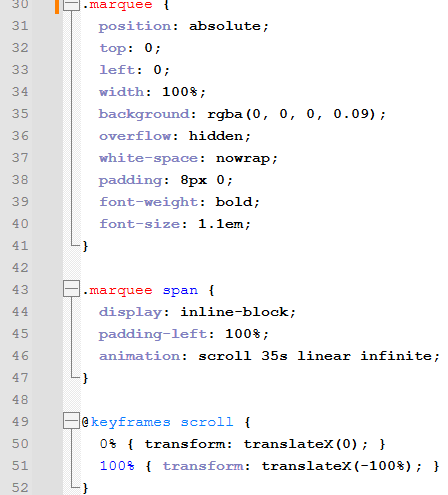 30 .marquee {
31 position: absolute;
32 top: 0;
33 left: 0;
34 width: 100%;
35 background: rgba(0, 0, 0, 0.09);
36 overflow: hidden;
37 white-space: nowrap;
38 padding: 8px 0;
39 font-weight: bold;
40 font-size: 1.1em;
41 }
42
43 .marquee span {
44 display: inline-block;
45 padding-left: 100%;
46 animation: scroll 35s linear infinite;
47 }
48
49 @keyframes scroll {
50 0% { transform: translateX(0); }
51 100% { transform: translateX(-100%); }
52 }